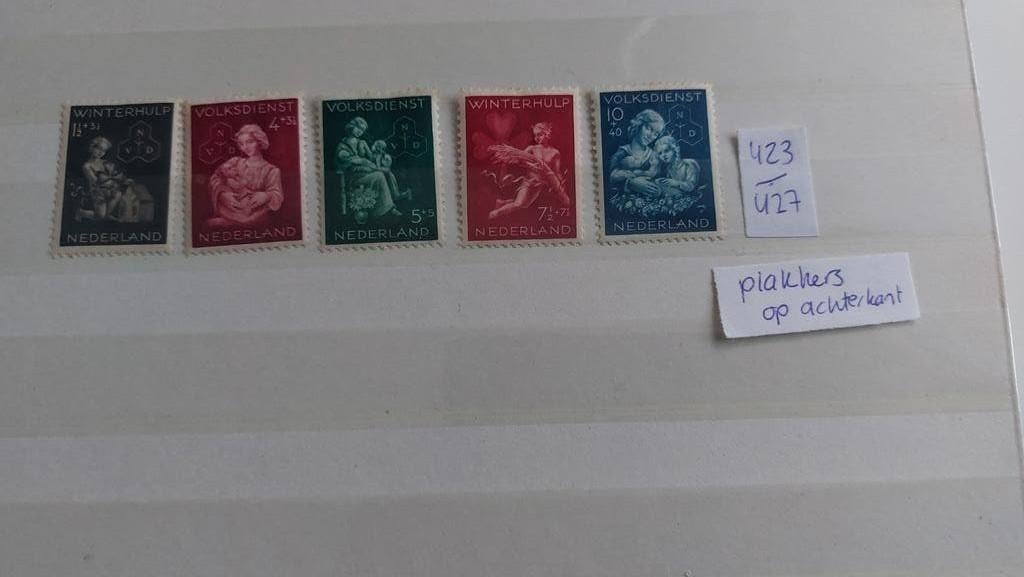 WINTERHULP
1½+3½
N
V D
NEDERLAND
VOLKSDIENST
4+3½
N
V D
NEDERLAND
VOLKSDIENST
N
V D
5+5
NEDERLAND
WINTERHULP
7½+7½
NEDERLAND
VOLKSDIENST
10
+
40
N
V D
NEDERLAND
423
427
plakkers
op achterkant